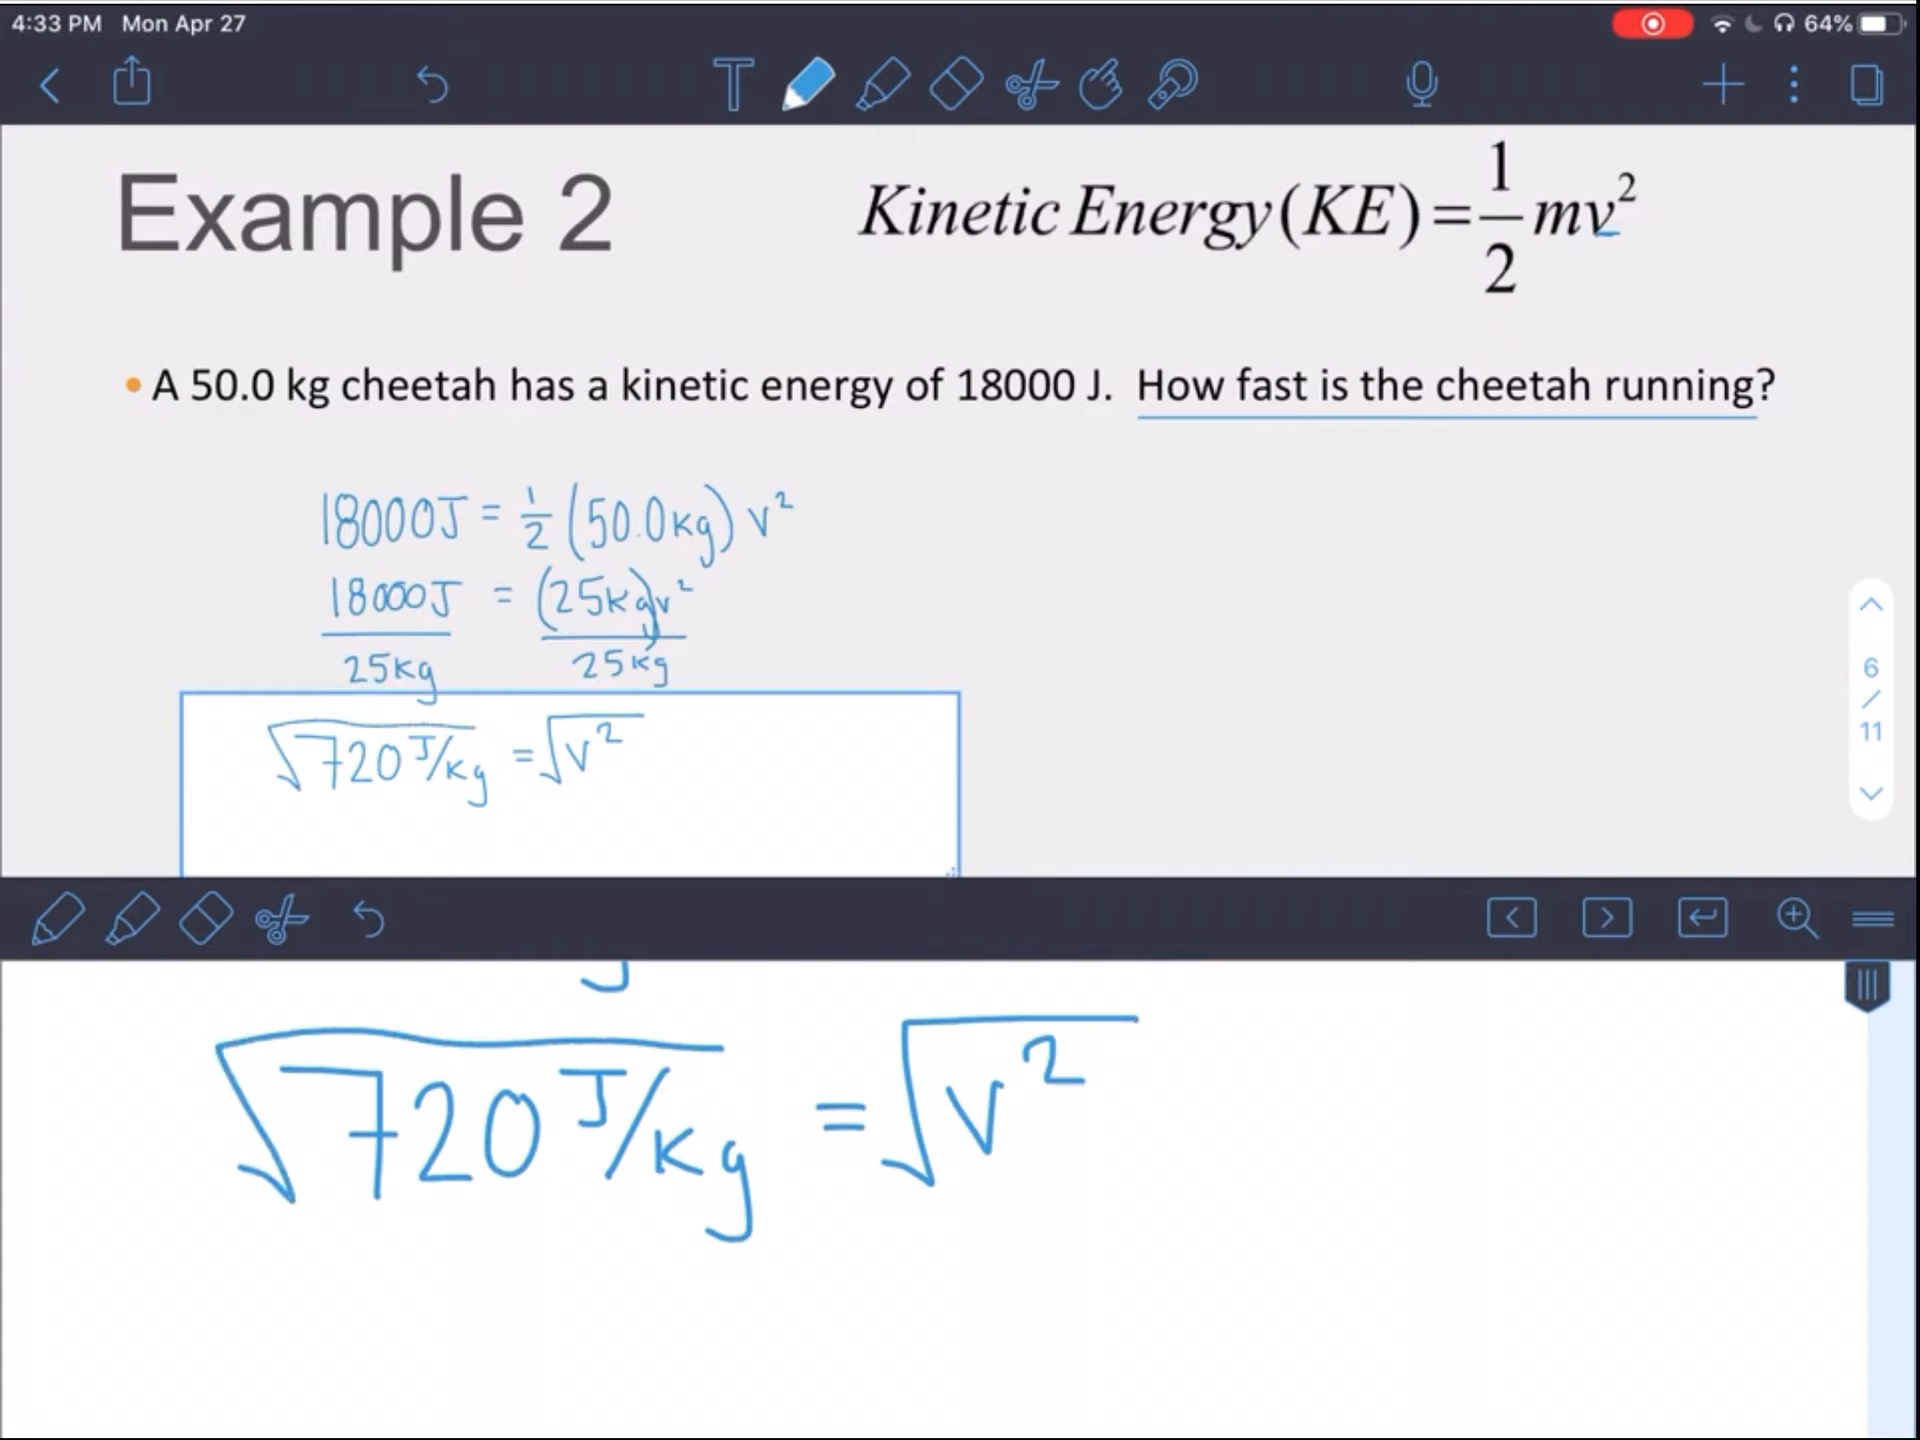 4:33 PM Mon Apr 27 64%
T
Example 2
Kinetic Energy (KE) = 1/2 mv²
• A 50.0 kg cheetah has a kinetic energy of 18000 J. How fast is the cheetah running?
18000J = 1/2 (50.0kg) v²
18000J = (25kg)v²
25kg 25kg
√720 J/kg = √v²
6
/
11
√720 J/kg = √v²